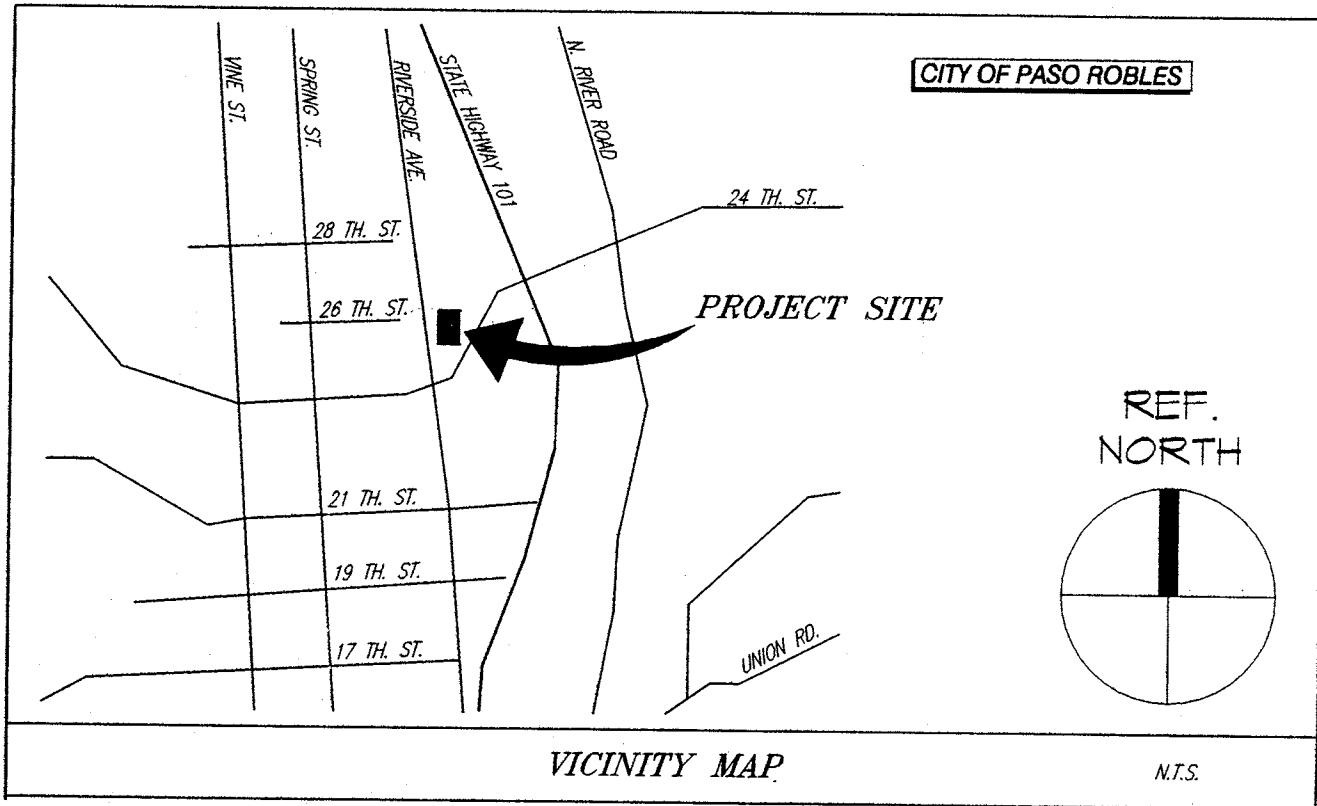 CITY OF PASO ROBLES
VINE ST.
SPRING ST.
RIVERSIDE AVE.
STATE HIGHWAY 101
N. RIVER ROAD
24 TH. ST.
28 TH. ST.
26 TH. ST.
PROJECT SITE
REF.
NORTH
21 TH. ST.
19 TH. ST.
17 TH. ST.
UNION RD.
VICINITY MAP
N.T.S.